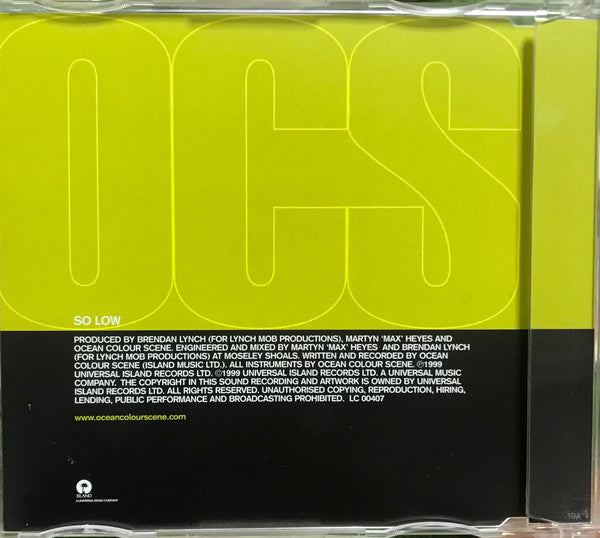 OCS
SO LOW
PRODUCED BY BRENDAN LYNCH (FOR LYNCH MOB PRODUCTIONS), MARTYN 'MAX' HEYES AND
OCEAN COLOUR SCENE. ENGINEERED AND MIXED BY MARTYN 'MAX' HEYES AND BRENDAN LYNCH
(FOR LYNCH MOB PRODUCTIONS) AT MOSELEY SHOALS. WRITTEN AND RECORDED BY OCEAN
COLOUR SCENE (ISLAND MUSIC LTD.). ALL INSTRUMENTS BY OCEAN COLOUR SCENE. ℗1999
UNIVERSAL ISLAND RECORDS LTD. ©1999 UNIVERSAL ISLAND RECORDS LTD. A UNIVERSAL MUSIC
COMPANY. THE COPYRIGHT IN THIS SOUND RECORDING AND ARTWORK IS OWNED BY UNIVERSAL
ISLAND RECORDS LTD. ALL RIGHTS RESERVED. UNAUTHORISED COPYING, REPRODUCTION, HIRING,
LENDING, PUBLIC PERFORMANCE AND BROADCASTING PROHIBITED. LC 00407
www.oceancolourscene.com
ISLAND
A UNIVERSAL MUSIC COMPANY